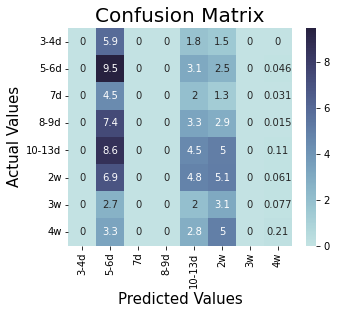 Confusion Matrix
3-4d 0 5.9 0 0 1.8 1.5 0 0
5-6d 0 9.5 0 0 3.1 2.5 0 0.046
7d 0 4.5 0 0 2 1.3 0 0.031
8-9d 0 7.4 0 0 3.3 2.9 0 0.015
10-13d 0 8.6 0 0 4.5 5 0 0.11
2w 0 6.9 0 0 4.8 5.1 0 0.061
3w 0 2.7 0 0 2 3.1 0 0.077
4w 0 3.3 0 0 2.8 5 0 0.21
Actual Values
3-4d 5-6d 7d 8-9d 10-13d 2w 3w 4w
Predicted Values
8
6
4
2
0